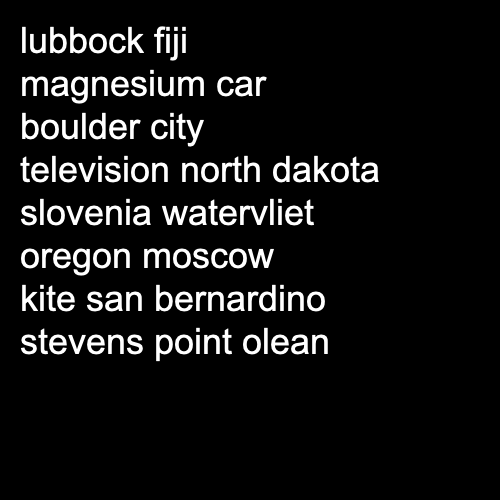 lubbock fiji
magnesium car
boulder city
television north dakota
slovenia watervliet
oregon moscow
kite san bernardino
stevens point olean